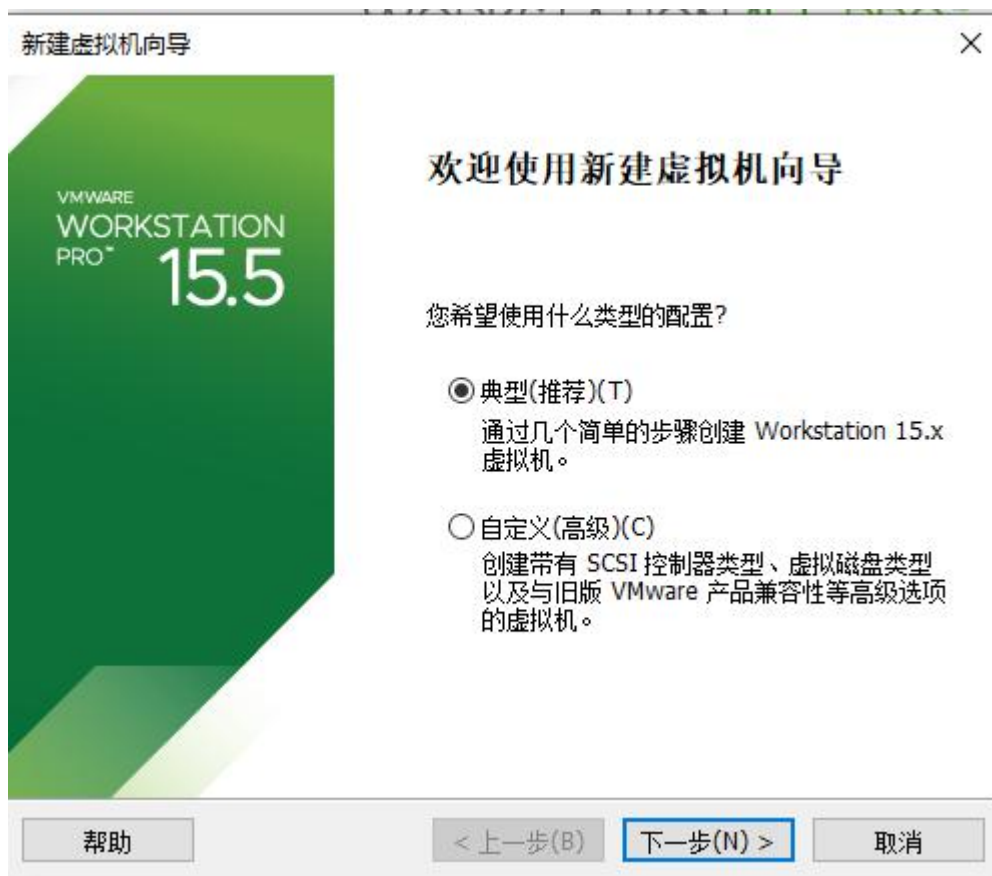 新建虚拟机向导
VMWARE
WORKSTATION
PRO™
15.5
欢迎使用新建虚拟机向导
您希望使用什么类型的配置?
典型(推荐)(T)
通过几个简单的步骤创建 Workstation 15.x
虚拟机。
自定义(高级)(C)
创建带有 SCSI 控制器类型、虚拟磁盘类型
以及与旧版 VMware 产品兼容性等高级选项
的虚拟机。
帮助
< 上一步(B)
下一步(N) >
取消